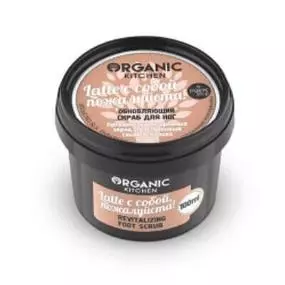 ORGANIC
KITCHEN
Latte с собой,
пожалуйста!
ОБНОВЛЯЮЩИЙ
СКРАБ ДЛЯ НОГ
ORGANIC
KITCHEN
Latte с собой,
пожалуйста!
100ml
REVITALIZING
FOOT SCRUB